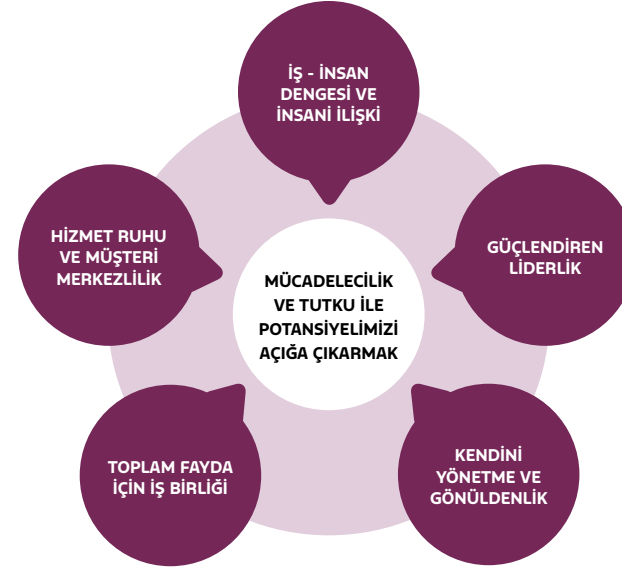 İŞ - İNSAN
DENGESİ VE
İNSANİ İLİŞKİ
HİZMET RUHU
VE MÜŞTERİ
MERKEZLİLİK
GÜÇLENDİREN
LİDERLİK
MÜCADELECİLİK
VE TUTKU İLE
POTANSİYELİMİZİ
AÇIĞA ÇIKARMAK
TOPLAM FAYDA
İÇİN İŞ BİRLİĞİ
KENDİNİ
YÖNETME VE
GÖNÜLDENLİK